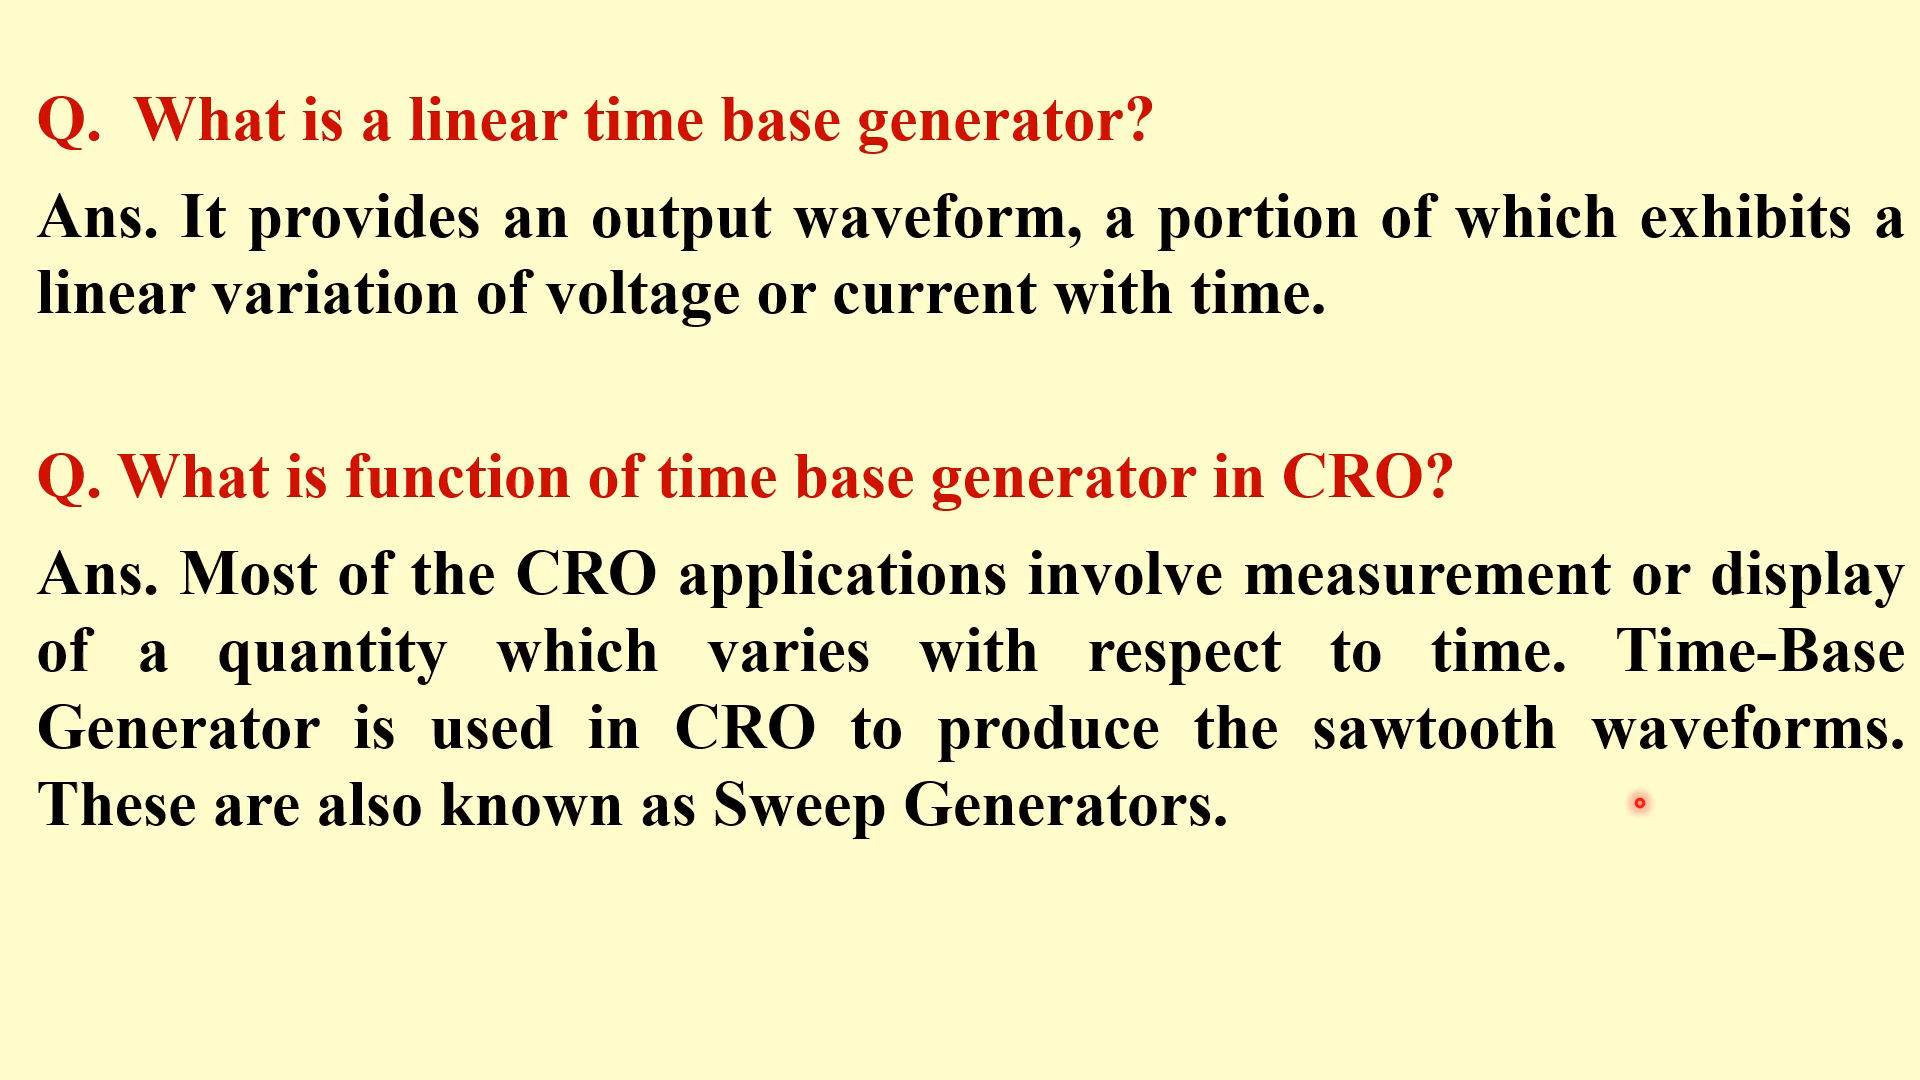 Q. What is a linear time base generator?
Ans. It provides an output waveform, a portion of which exhibits a
linear variation of voltage or current with time.
Q. What is function of time base generator in CRO?
Ans. Most of the CRO applications involve measurement or display
of a quantity which varies with respect to time. Time-Base
Generator is used in CRO to produce the sawtooth waveforms.
These are also known as Sweep Generators.